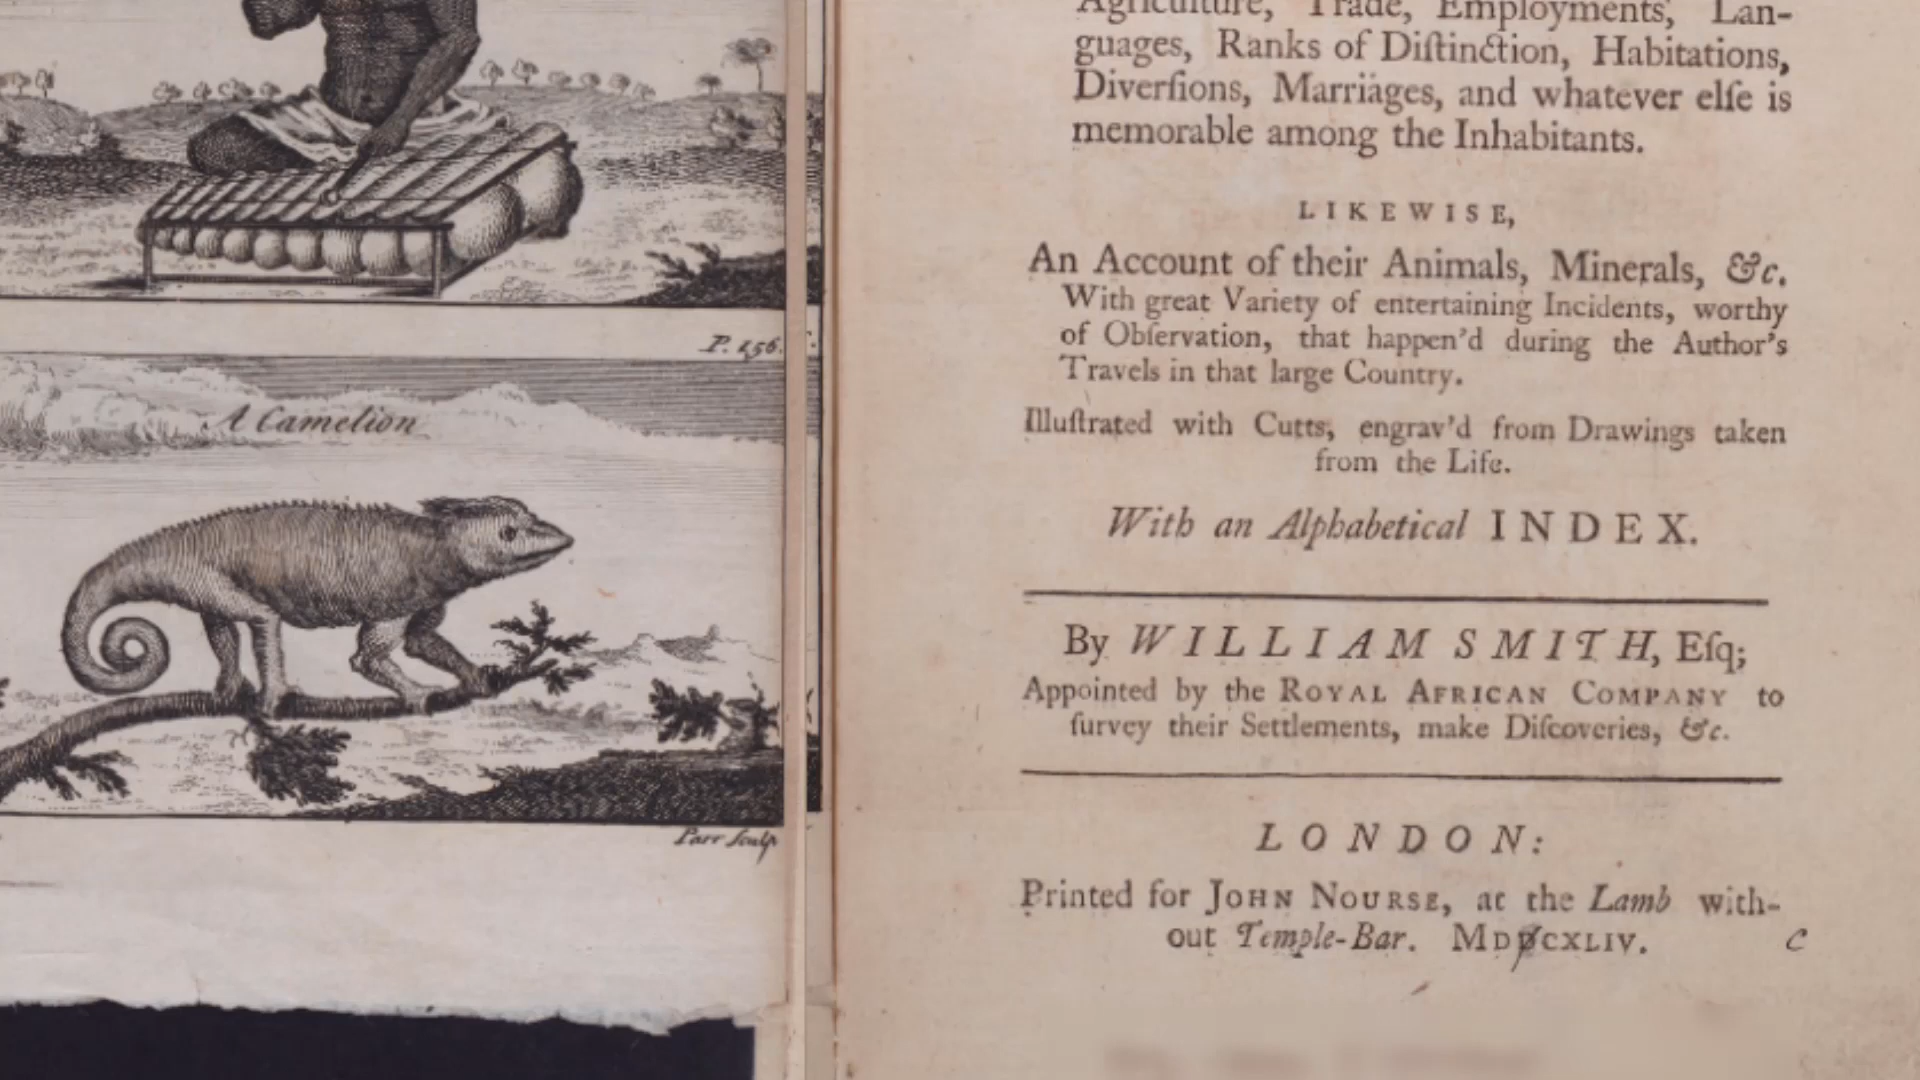 P. 156.
A Camelion
Parr Sculp
Agriculture, Trade, Employments, Lan-
guages, Ranks of Diſtinction, Habitations,
Diverſions, Marriages, and whatever elſe is
memorable among the Inhabitants.
LIKEWISE,
An Account of their Animals, Minerals, &c.
With great Variety of entertaining Incidents, worthy
of Obſervation, that happen'd during the Author's
Travels in that large Country.
Illuſtrated with Cutts, engrav'd from Drawings taken
from the Life.
With an Alphabetical INDEX.
By WILLIAM SMITH, Eſq;
Appointed by the ROYAL AFRICAN COMPANY to
ſurvey their Settlements, make Diſcoveries, &c.
LONDON:
Printed for JOHN NOURSE, at the Lamb with-
out Temple-Bar. MDCXLIV. c